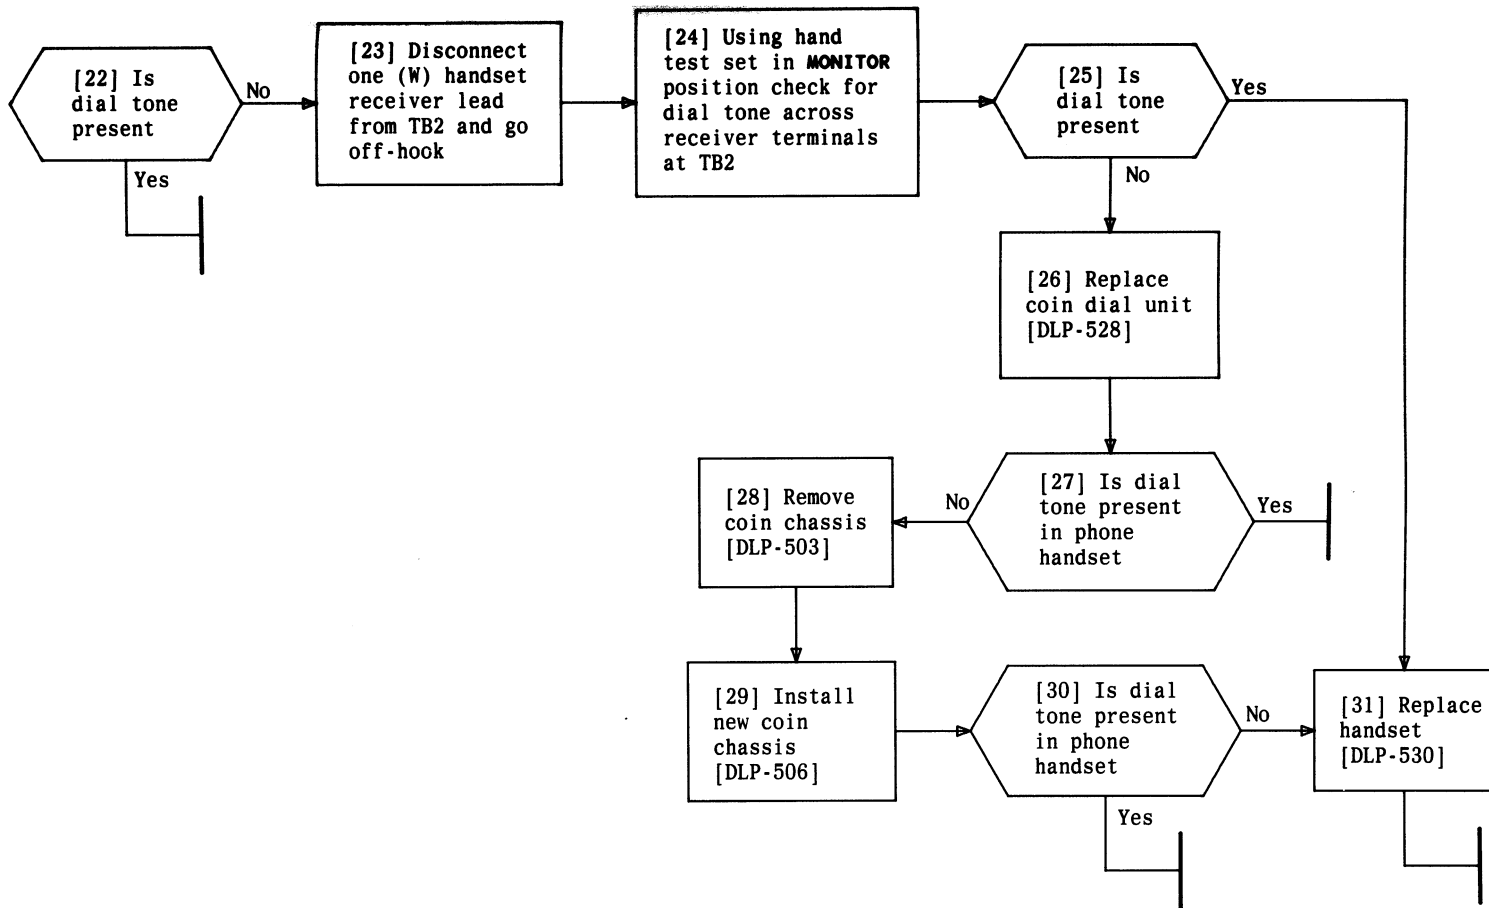 [22] Is
dial tone
present
No
Yes
[23] Disconnect
one (W) handset
receiver lead
from TB2 and go
off-hook
[24] Using hand
test set in MONITOR
position check for
dial tone across
receiver terminals
at TB2
[25] Is
dial tone
present
Yes
No
[26] Replace
coin dial unit
[DLP-528]
[27] Is dial
tone present
in phone
handset
No
Yes
[28] Remove
coin chassis
[DLP-503]
[29] Install
new coin
chassis
[DLP-506]
[30] Is dial
tone present
in phone
handset
No
Yes
[31] Replace
handset
[DLP-530]